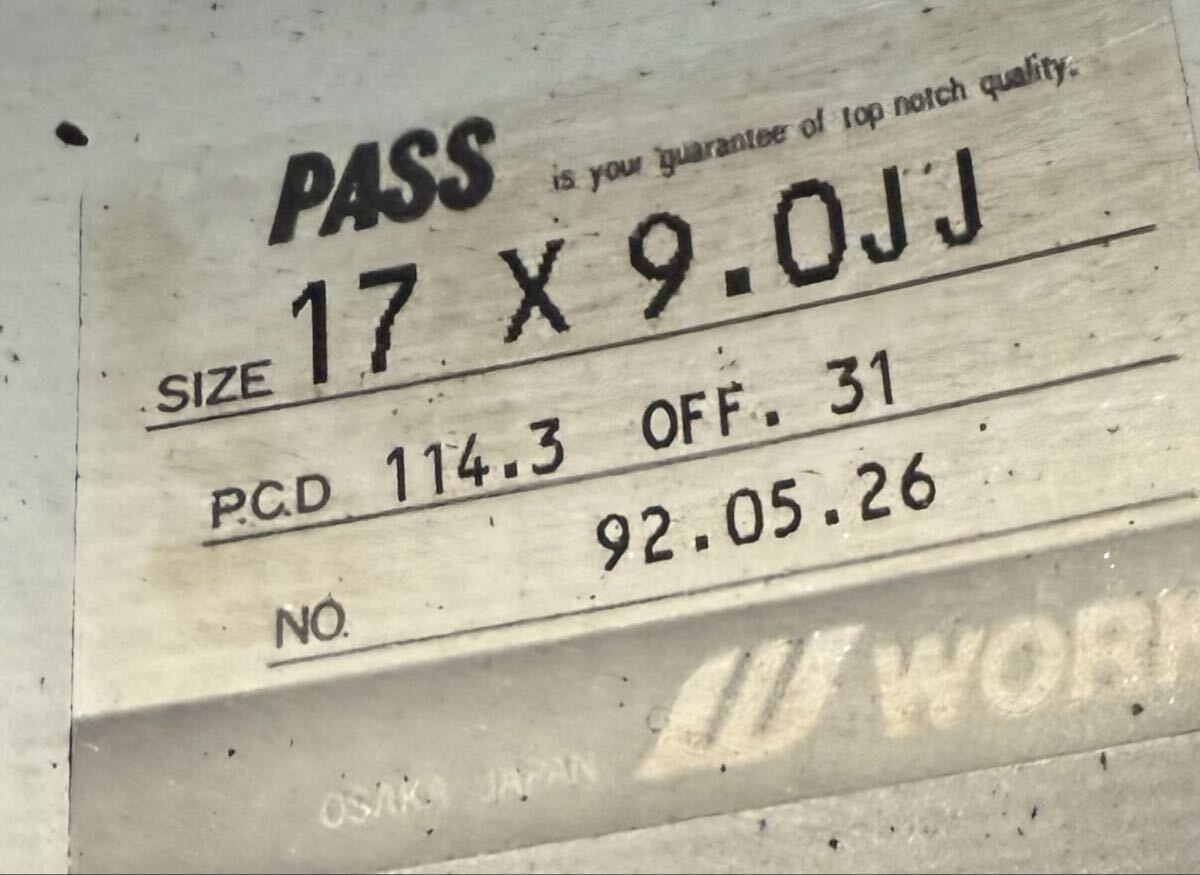 PASS is your guarantee of top notch quality.
SIZE 17 X 9.0JJ
P.C.D 114.3 OFF. 31
NO. 92.05.26
WORK
OSAKA JAPAN